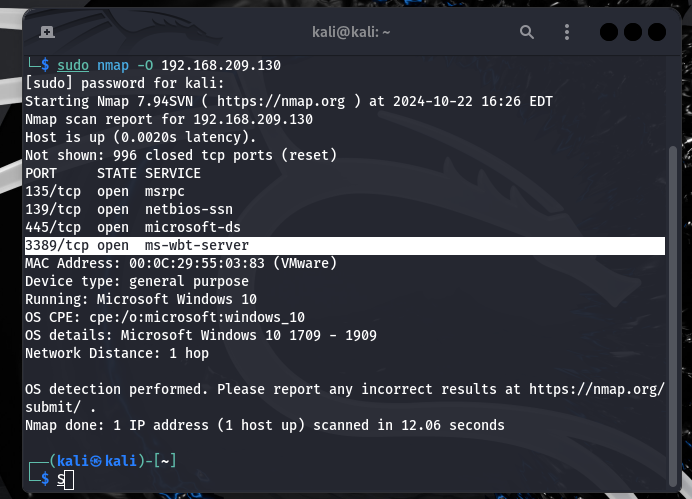 kali@kali: ~
└─$ sudo nmap -O 192.168.209.130
[sudo] password for kali:
Starting Nmap 7.94SVN ( https://nmap.org ) at 2024-10-22 16:26 EDT
Nmap scan report for 192.168.209.130
Host is up (0.0020s latency).
Not shown: 996 closed tcp ports (reset)
PORT     STATE SERVICE
135/tcp  open  msrpc
139/tcp  open  netbios-ssn
445/tcp  open  microsoft-ds
3389/tcp open  ms-wbt-server
MAC Address: 00:0C:29:55:03:83 (VMware)
Device type: general purpose
Running: Microsoft Windows 10
OS CPE: cpe:/o:microsoft:windows_10
OS details: Microsoft Windows 10 1709 - 1909
Network Distance: 1 hop
OS detection performed. Please report any incorrect results at https://nmap.org/
submit/ .
Nmap done: 1 IP address (1 host up) scanned in 12.06 seconds
┌──(kali㉿kali)-[~]
└─$ S